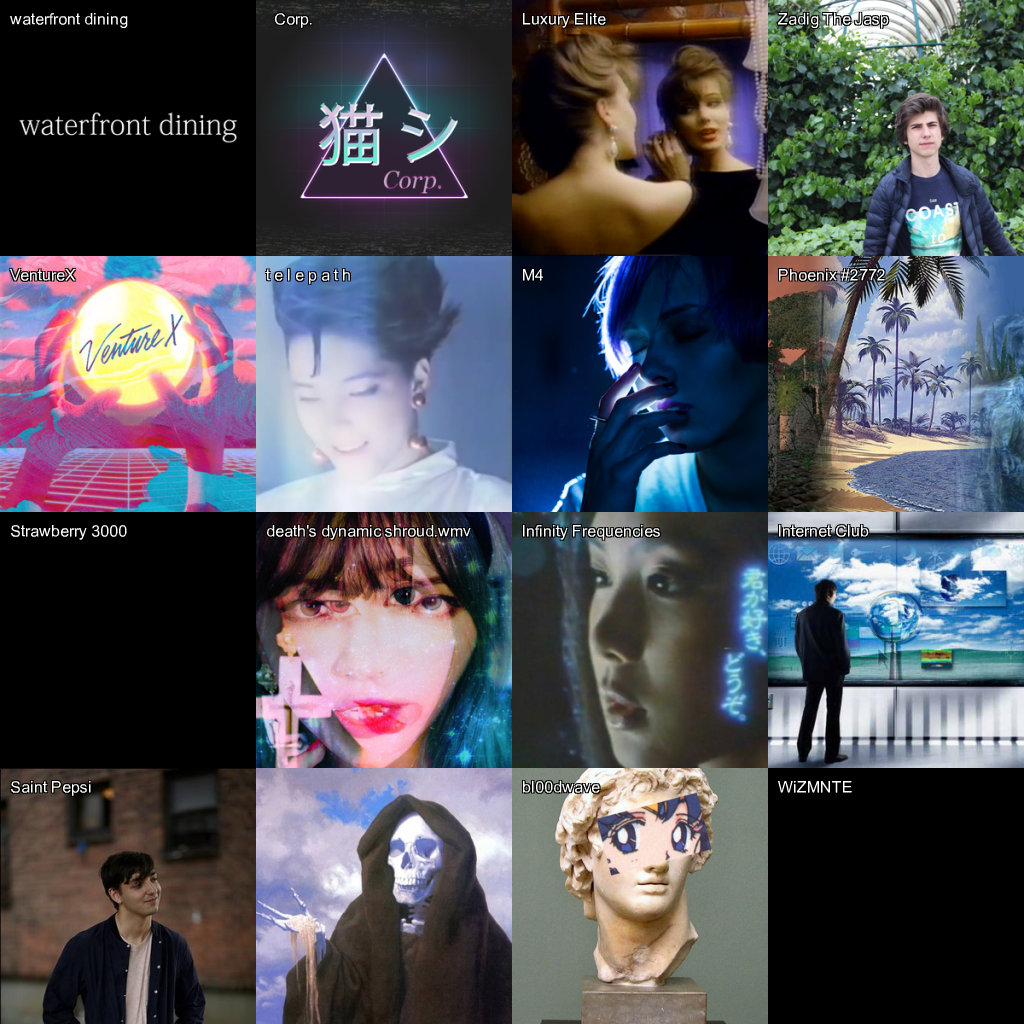 waterfront dining
Corp.
Luxury Elite
Zadig The Jasp
waterfront dining
猫 シ
Corp.
COAST
to
VentureX
t e l e p a t h
M4
Phoenix #2772
Venture X
Strawberry 3000
death's dynamic shroud.wmv
Infinity Frequencies
Internet Club
君が好き、どうぞ。
Saint Pepsi
bl00dwave
WiZMNTE